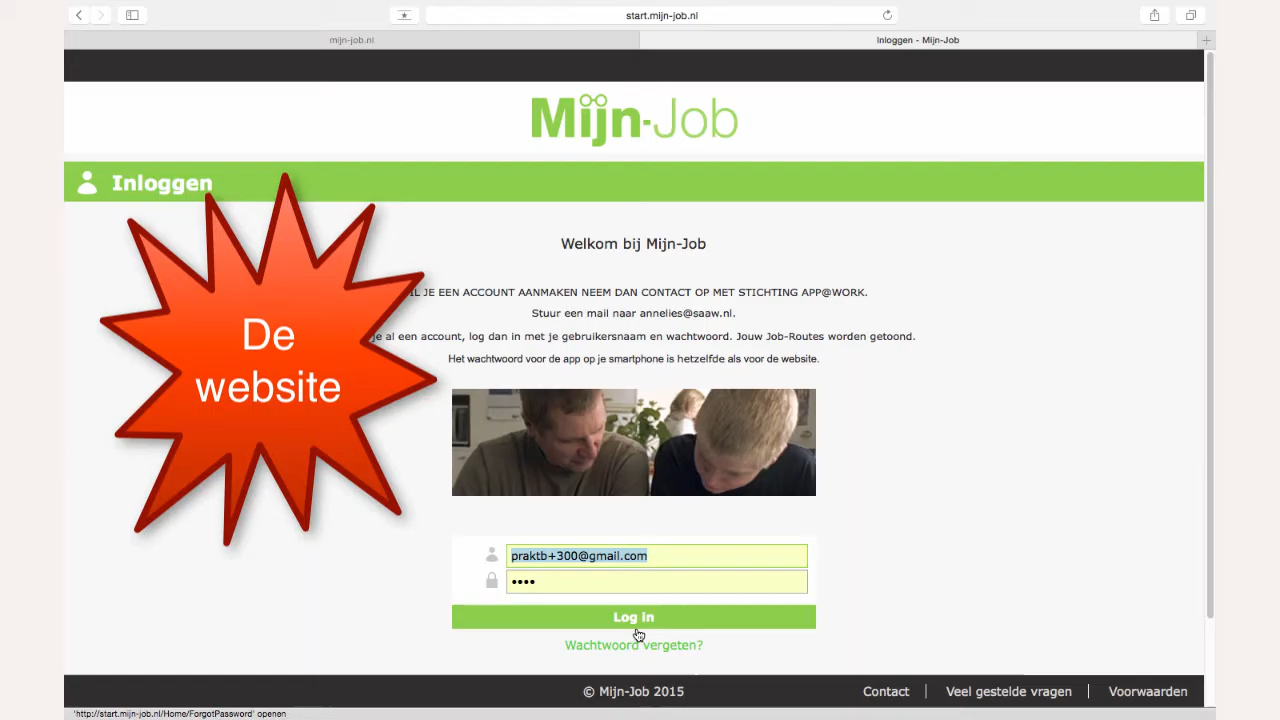 start.mijn-job.nl
mijn-job.nl
Inloggen - Mijn-Job
Mijn-Job
Inloggen
De
website
Welkom bij Mijn-Job
JE EEN ACCOUNT AANMAKEN NEEM DAN CONTACT OP MET STICHTING APP@WORK.
Stuur een mail naar annelies@saaw.nl.
je al een account, log dan in met je gebruikersnaam en wachtwoord. Jouw Job-Routes worden getoond.
Het wachtwoord voor de app op je smartphone is hetzelfde als voor de website.
praktb+300@gmail.com
••••
Log in
Wachtwoord vergeten?
© Mijn-Job 2015
Contact
Veel gestelde vragen
Voorwaarden
'http://start.mijn-job.nl/Home/ForgotPassword' openen